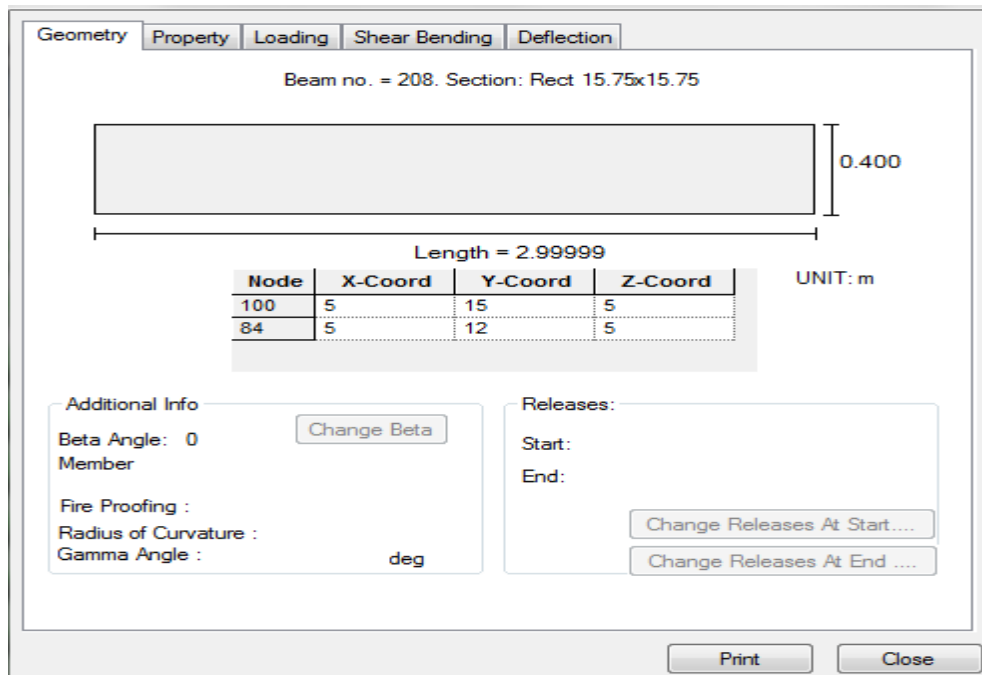 Geometry Property Loading Shear Bending Deflection
Beam no. = 208. Section: Rect 15.75x15.75
0.400
Length = 2.99999
UNIT: m
Node X-Coord Y-Coord Z-Coord
100 5 15 5
84 5 12 5
Additional Info
Beta Angle: 0
Change Beta
Member
Fire Proofing :
Radius of Curvature :
Gamma Angle :
deg
Releases:
Start:
End:
Change Releases At Start....
Change Releases At End ....
Print Close